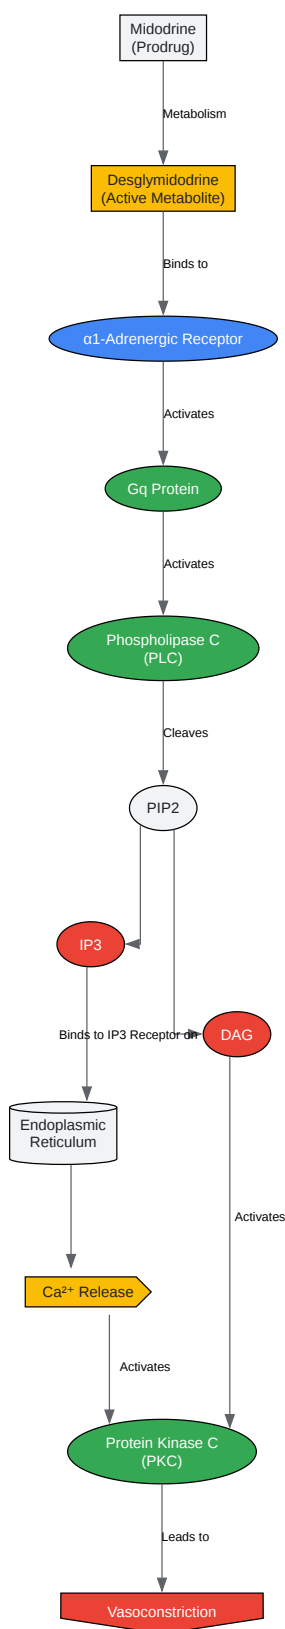 Midodrine
(Prodrug)
Metabolism
Desglymidodrine
(Active Metabolite)
Binds to
α1-Adrenergic Receptor
Activates
Gq Protein
Activates
Phospholipase C
(PLC)
Cleaves
PIP2
IP3
Binds to IP3 Receptor on
DAG
Endoplasmic
Reticulum
Activates
Ca²⁺ Release
Activates
Protein Kinase C
(PKC)
Leads to
Vasoconstriction